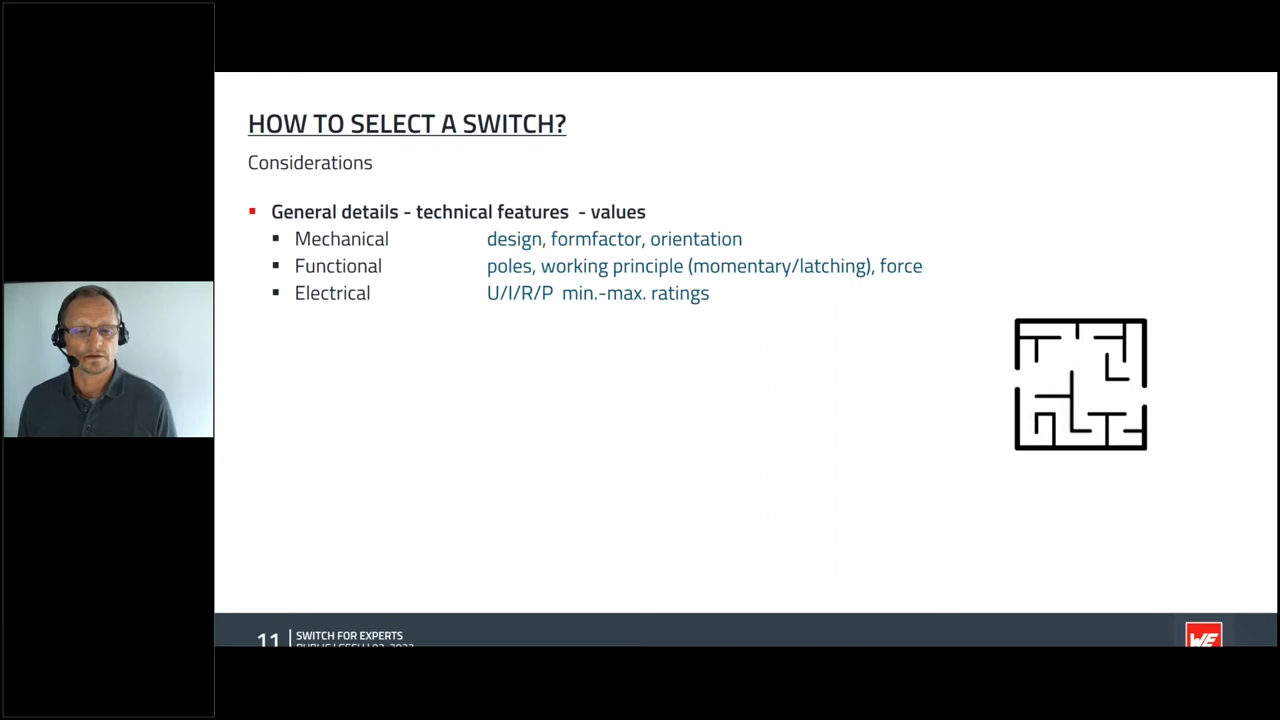 HOW TO SELECT A SWITCH?
Considerations
General details - technical features - values
Mechanical design, formfactor, orientation
Functional poles, working principle (momentary/latching), force
Electrical U/I/R/P min.-max. ratings
11 SWITCH FOR EXPERTS
PUBLIC
WE